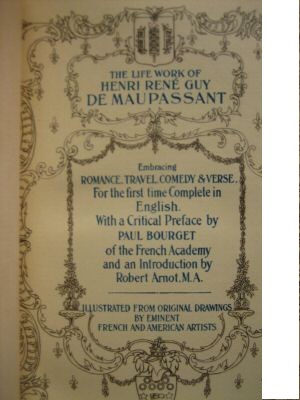 THE LIFE WORK OF
HENRI RENÉ GUY
DE MAUPASSANT
Embracing
ROMANCE, TRAVEL, COMEDY & VERSE,
For the first time Complete in
English.
With a Critical Preface by
PAUL BOURGET
of the French Academy
and an Introduction by
Robert Arnot, M.A.
ILLUSTRATED FROM ORIGINAL DRAWINGS
BY EMINENT
FRENCH AND AMERICAN ARTISTS